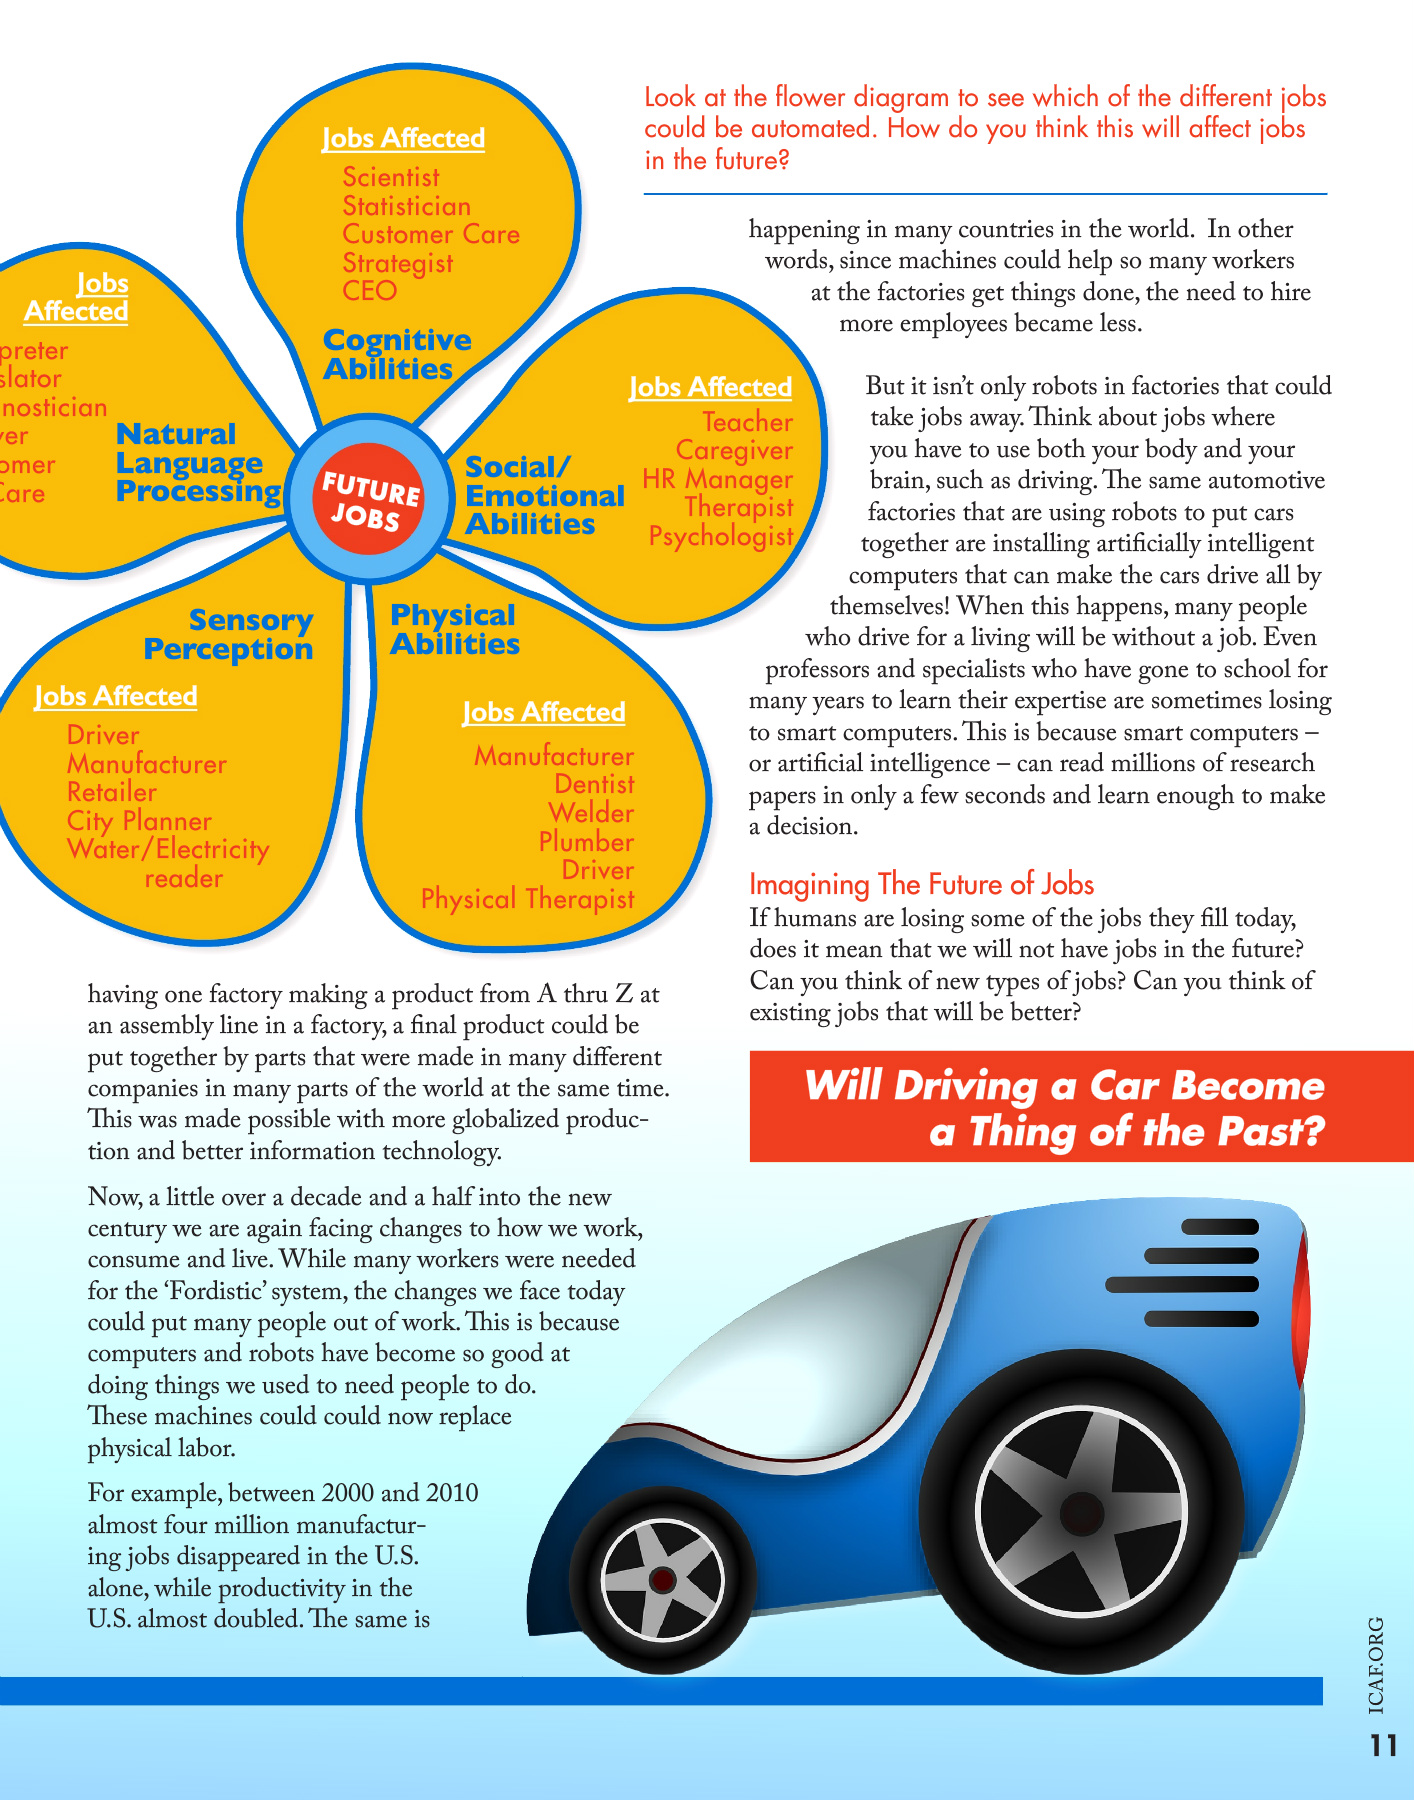 Look at the flower diagram to see which of the different jobs
could be automated. How do you think this will affect jobs
in the future?
Jobs Affected
Scientist
Statistician
Customer Care
Strategist
CEO
Cognitive
Abilities
Jobs
Affected
preter
slator
nostician
ver
omer
Care
Natural
Language
Processing
FUTURE
JOBS
Social/
Emotional
Abilities
Jobs Affected
Teacher
Caregiver
HR Manager
Therapist
Psychologist
Sensory
Perception
Jobs Affected
Driver
Manufacturer
Retailer
City Planner
Water/Electricity
reader
Physical
Abilities
Jobs Affected
Manufacturer
Dentist
Welder
Plumber
Driver
Physical Therapist
having one factory making a product from A thru Z at
an assembly line in a factory, a final product could be
put together by parts that were made in many different
companies in many parts of the world at the same time.
This was made possible with more globalized produc-
tion and better information technology.
Now, a little over a decade and a half into the new
century we are again facing changes to how we work,
consume and live. While many workers were needed
for the ‘Fordistic’ system, the changes we face today
could put many people out of work. This is because
computers and robots have become so good at
doing things we used to need people to do.
These machines could could now replace
physical labor.
For example, between 2000 and 2010
almost four million manufactur-
ing jobs disappeared in the U.S.
alone, while productivity in the
U.S. almost doubled. The same is
happening in many countries in the world.  In other
words, since machines could help so many workers
at the factories get things done, the need to hire
more employees became less.
But it isn’t only robots in factories that could
take jobs away. Think about jobs where
you have to use both your body and your
brain, such as driving. The same automotive
factories that are using robots to put cars
together are installing artificially intelligent
computers that can make the cars drive all by
themselves! When this happens, many people
who drive for a living will be without a job. Even
professors and specialists who have gone to school for
many years to learn their expertise are sometimes losing
to smart computers. This is because smart computers –
or artificial intelligence – can read millions of research
papers in only a few seconds and learn enough to make
a decision.
Imagining The Future of Jobs
If humans are losing some of the jobs they fill today,
does it mean that we will not have jobs in the future?
Can you think of new types of jobs? Can you think of
existing jobs that will be better?
Will Driving a Car Become
a Thing of the Past?
ICAF.ORG
11